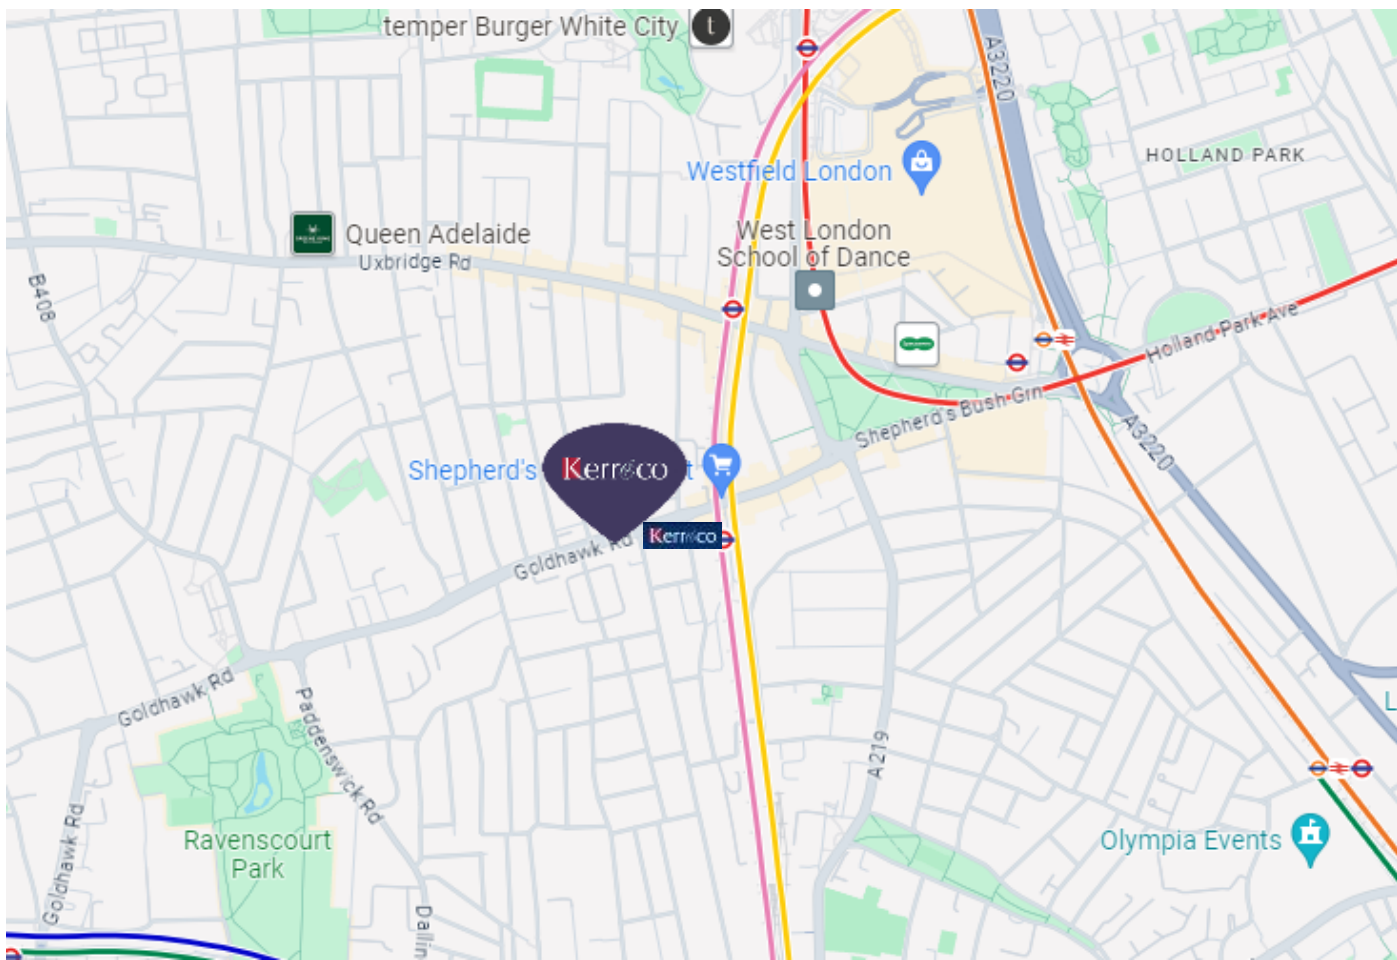 temper Burger White City
t
A3220
HOLLAND PARK
Westfield London
Queen Adelaide
Uxbridge Rd
West London
School of Dance
B408
Holland Park Ave
Shepherd's Bush Grn
A3220
Shepherd's
t
Kerr&co
Kerr&co
Goldhawk Rd
Goldhawk Rd
Paddenswick Rd
A219
Goldhawk Rd
Ravenscourt
Park
Olympia Events
L
Dallin